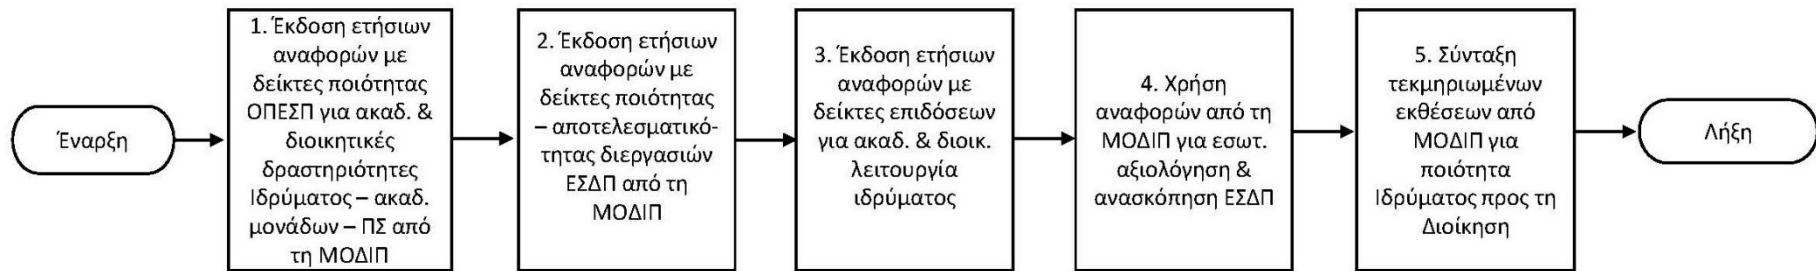 Έναρξη
1. Έκδοση ετήσιων
αναφορών με
δείκτες ποιότητας
ΟΠΕΣΠ για ακαδ. &
διοικητικές
δραστηριότητες
Ιδρύματος – ακαδ.
μονάδων – ΠΣ από
τη ΜΟΔΙΠ
2. Έκδοση ετήσιων
αναφορών με
δείκτες ποιότητας
– αποτελεσματικό-
τητας διεργασιών
ΕΣΔΠ από τη
ΜΟΔΙΠ
3. Έκδοση ετήσιων
αναφορών με
δείκτες επιδόσεων
για ακαδ. & διοικ.
λειτουργία
ιδρύματος
4. Χρήση
αναφορών από τη
ΜΟΔΙΠ για εσωτ.
αξιολόγηση &
ανασκόπηση ΕΣΔΠ
5. Σύνταξη
τεκμηριωμένων
εκθέσεων από
ΜΟΔΙΠ για
ποιότητα
Ιδρύματος προς τη
Διοίκηση
Λήξη